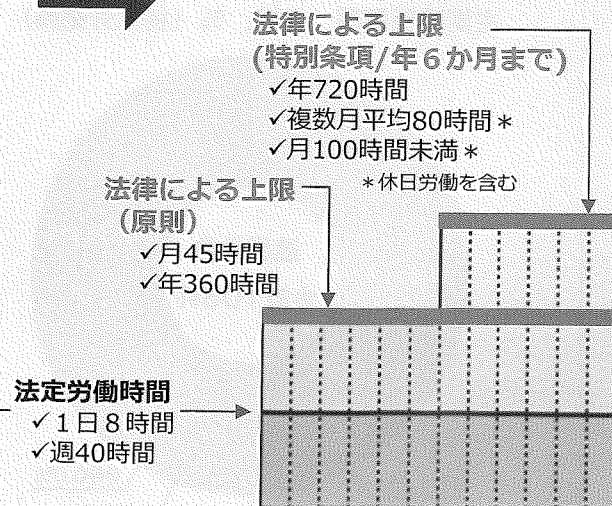 法律による上限
(特別条項/年６か月まで)
✓年720時間
✓複数月平均80時間＊
✓月100時間未満＊
＊休日労働を含む
法律による上限
（原則）
✓月45時間
✓年360時間
法定労働時間
✓１日８時間
✓週40時間